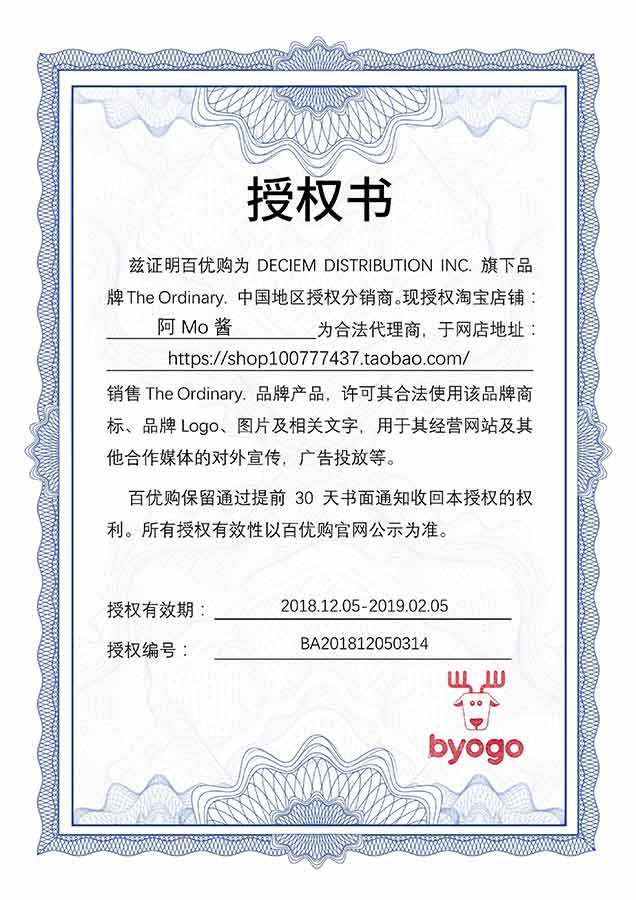 授权书
兹证明百优购为 DECIEM DISTRIBUTION INC. 旗下品
牌 The Ordinary. 中国地区授权分销商。现授权淘宝店铺：
阿 Mo 酱 为合法代理商，于网店地址：
https://shop100777437.taobao.com/
销售 The Ordinary. 品牌产品，许可其合法使用该品牌商
标、品牌 Logo、图片及相关文字，用于其经营网站及其
他合作媒体的对外宣传，广告投放等。
百优购保留通过提前 30 天书面通知收回本授权的权
利。所有授权有效性以百优购官网公示为准。
授权有效期： 2018.12.05-2019.02.05
授权编号： BA201812050314
byogo